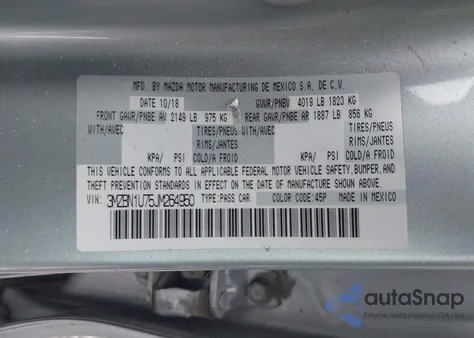 MFD. BY MAZDA MOTOR MANUFACTURING DE MEXICO S.A. DE C.V.
DATE 10/18 GVWR/PNBV 4019 LB 1823 KG
FRONT GAWR/PNBE AV 2149 LB 975 KG REAR GAWR/PNBE AR 1887 LB 856 KG
WITH/AVEC TIRES/PNEUS WITH/AVEC TIRES/PNEUS
RIMS/JANTES RIMS/JANTES
KPA/ PSI COLD/A FROID KPA/ PSI COLD/A FROID
THIS VEHICLE CONFORMS TO ALL APPLICABLE FEDERAL MOTOR VEHICLE SAFETY, BUMPER, AND
THEFT PREVENTION STANDARDS IN EFFECT ON THE DATE OF MANUFACTURE SHOWN ABOVE.
VIN: 3MZBN1U75JM264950 TYPE:PASS CAR COLOR CODE:45P MADE IN MEXICO
autoSnap